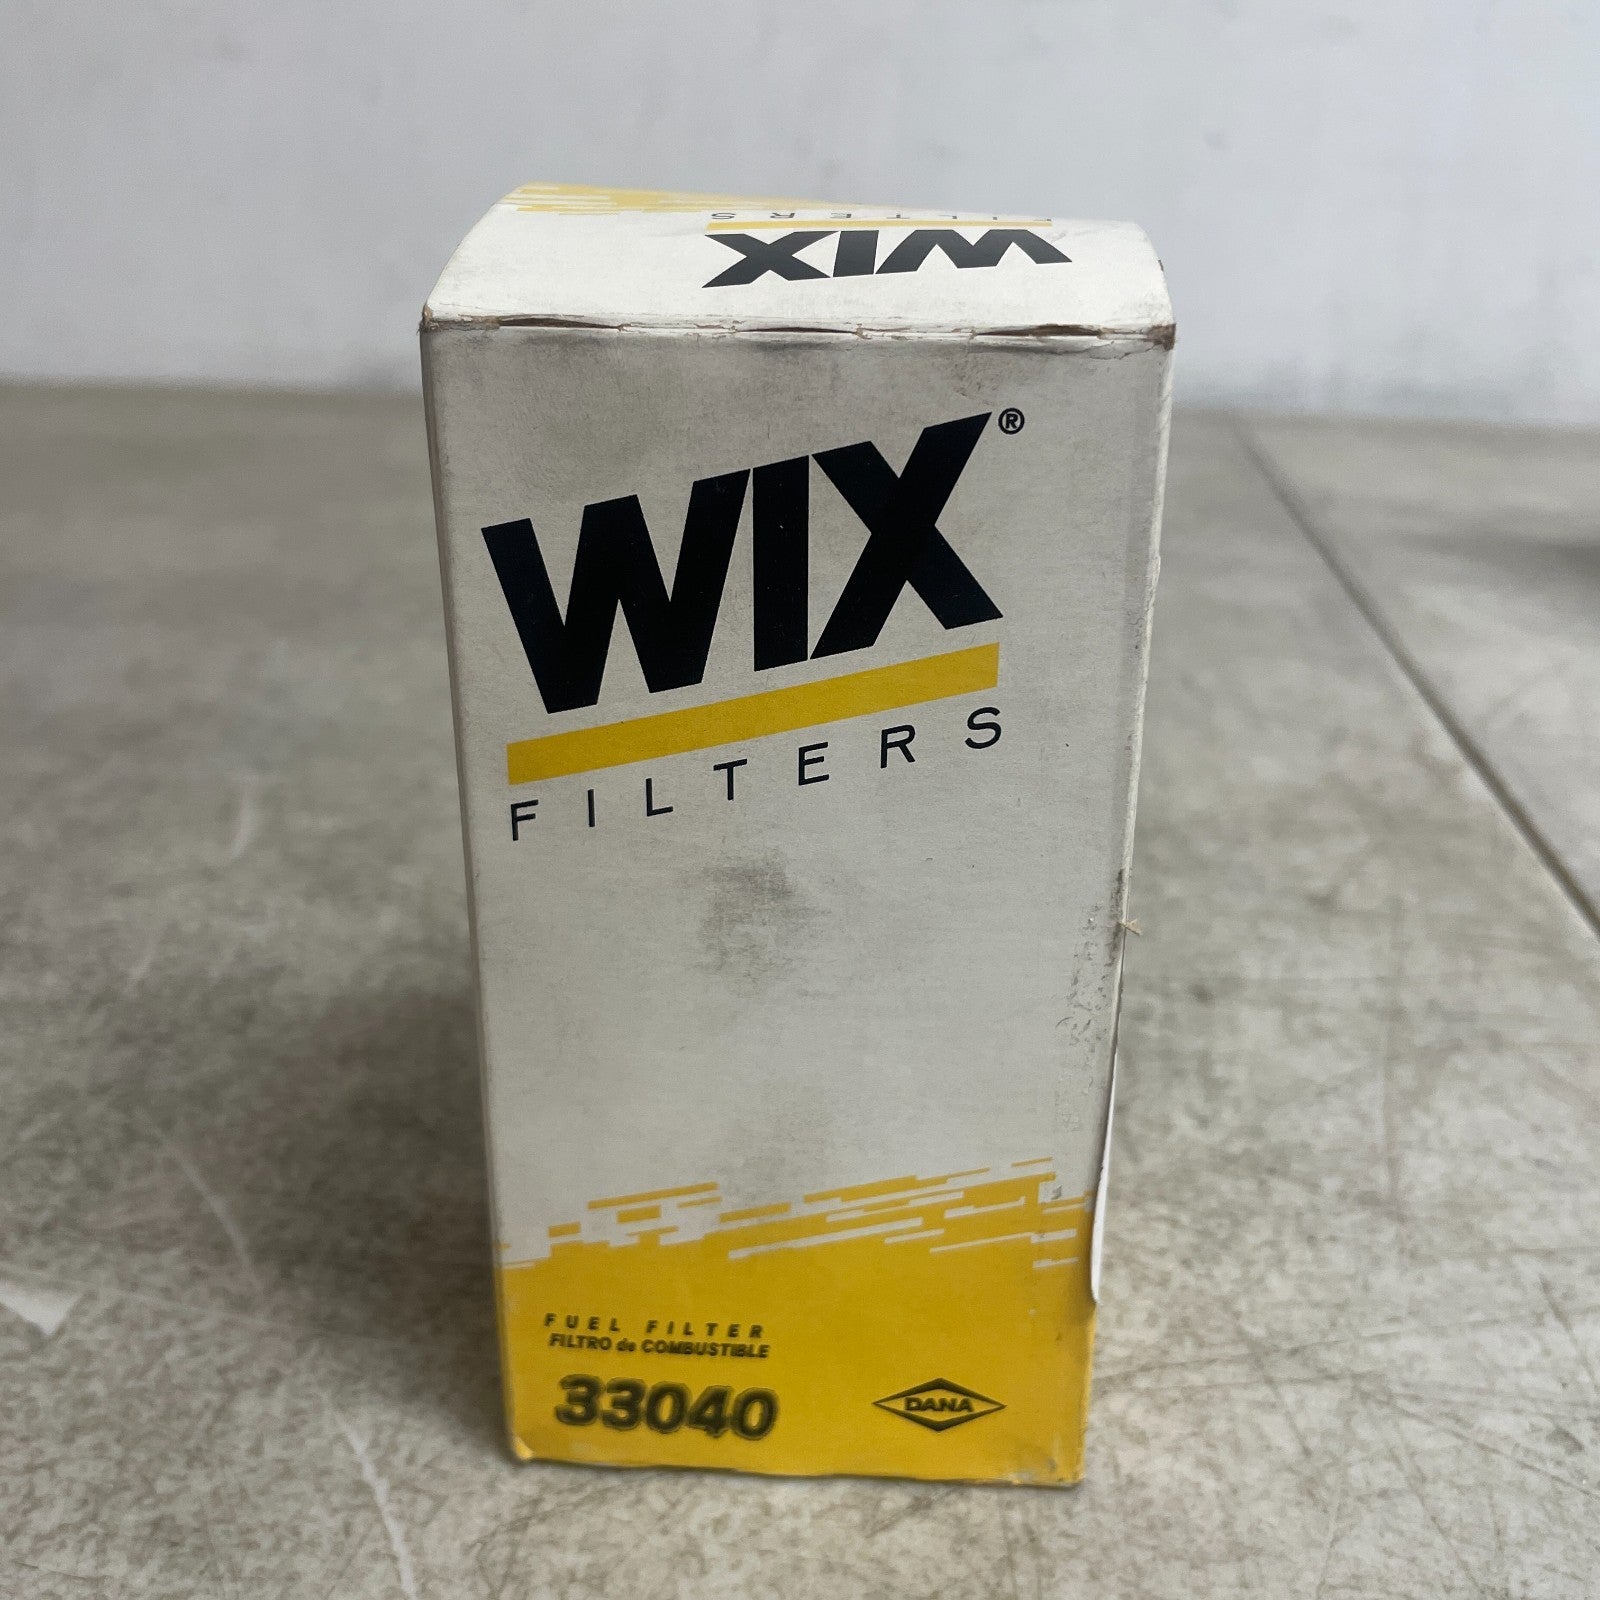 FILTERS
WIX
WIX®
FILTERS
FUEL FILTER
FILTRO de COMBUSTIBLE
33040
DANA